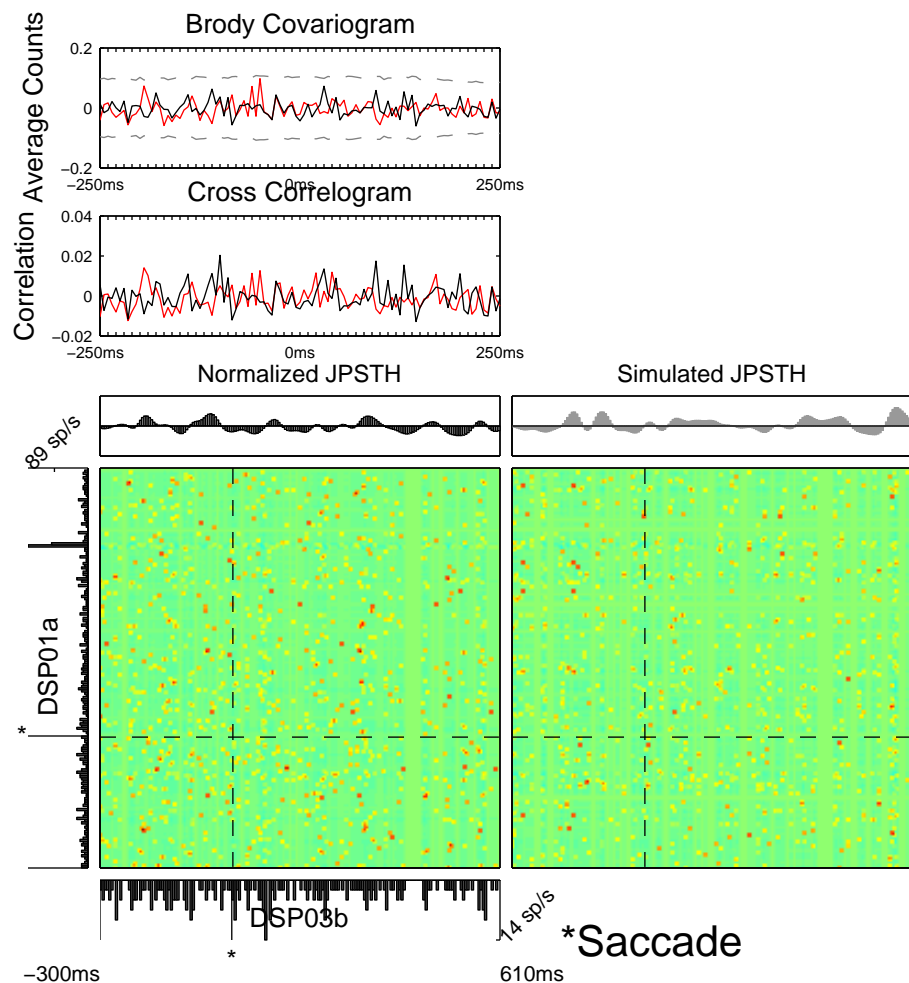 Brody Covariogram
0.2
0
−0.2
−250ms
0ms
250ms
Average Counts
Cross Correlogram
0.04
0.02
0
−0.02
−250ms
0ms
250ms
Correlation
Normalized JPSTH
Simulated JPSTH
89 sp/s
DSP01a
*
DSP03b
14 sp/s
*
*Saccade
−300ms
610ms